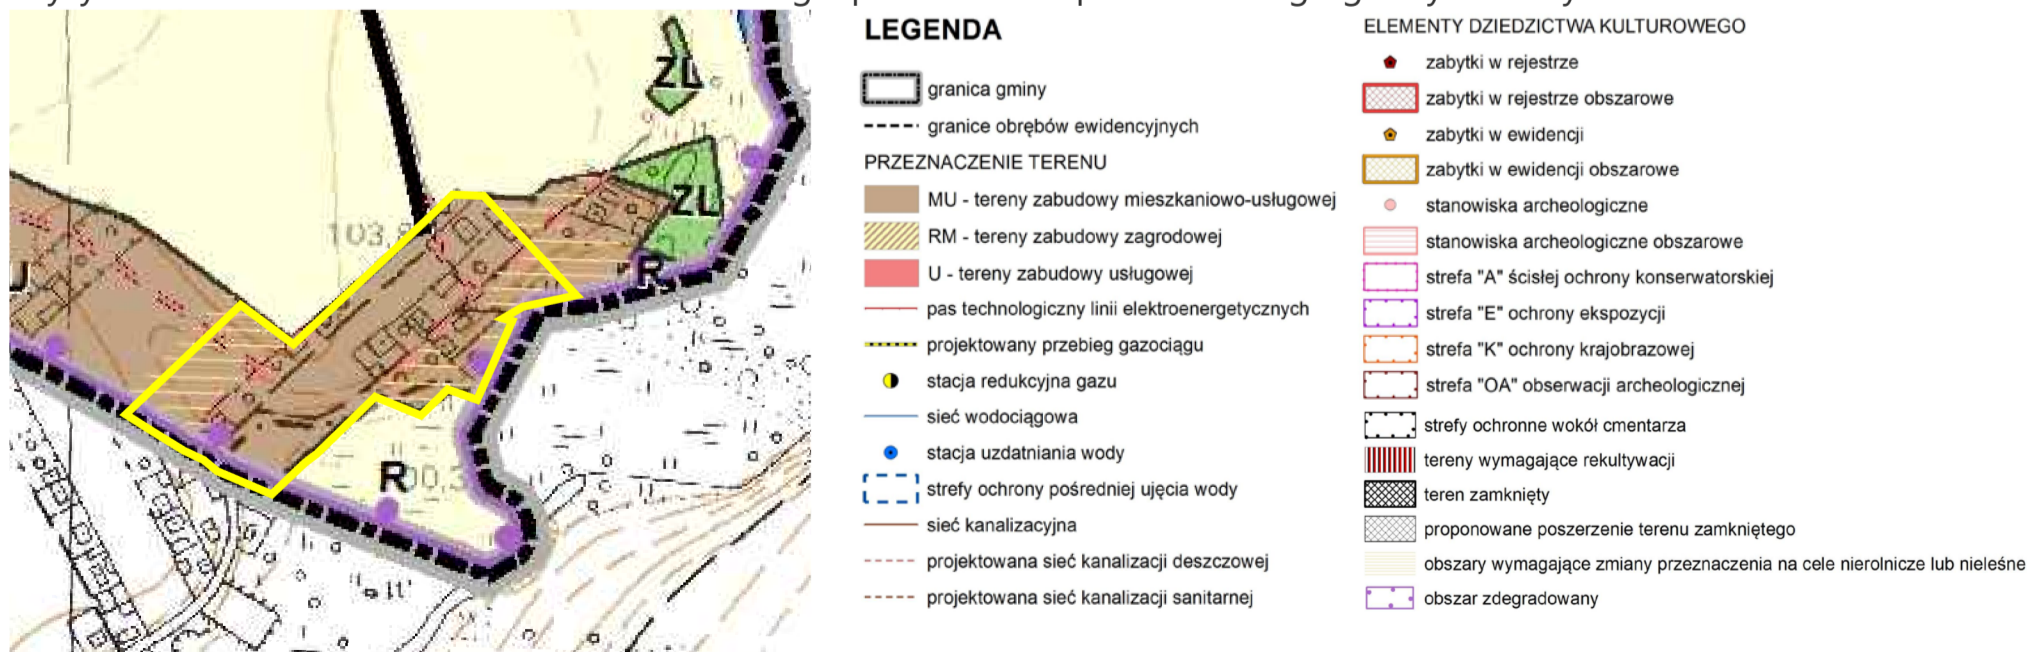 ZL
ZL
103,
R
R
00,3
U
LEGENDA
granica gminy
granice obrębów ewidencyjnych
PRZEZNACZENIE TERENU
MU - tereny zabudowy mieszkaniowo-usługowej
RM - tereny zabudowy zagrodowej
U - tereny zabudowy usługowej
pas technologiczny linii elektroenergetycznych
projektowany przebieg gazociągu
stacja redukcyjna gazu
sieć wodociągowa
stacja uzdatniania wody
strefy ochrony pośredniej ujęcia wody
sieć kanalizacyjna
projektowana sieć kanalizacji deszczowej
projektowana sieć kanalizacji sanitarnej
ELEMENTY DZIEDZICTWA KULTUROWEGO
zabytki w rejestrze
zabytki w rejestrze obszarowe
zabytki w ewidencji
zabytki w ewidencji obszarowe
stanowiska archeologiczne
stanowiska archeologiczne obszarowe
strefa "A" ścisłej ochrony konserwatorskiej
strefa "E" ochrony ekspozycji
strefa "K" ochrony krajobrazowej
strefa "OA" obserwacji archeologicznej
strefy ochronne wokół cmentarza
tereny wymagające rekultywacji
teren zamknięty
proponowane poszerzenie terenu zamkniętego
obszary wymagające zmiany przeznaczenia na cele nierolnicze lub nieleśne
obszar zdegradowany